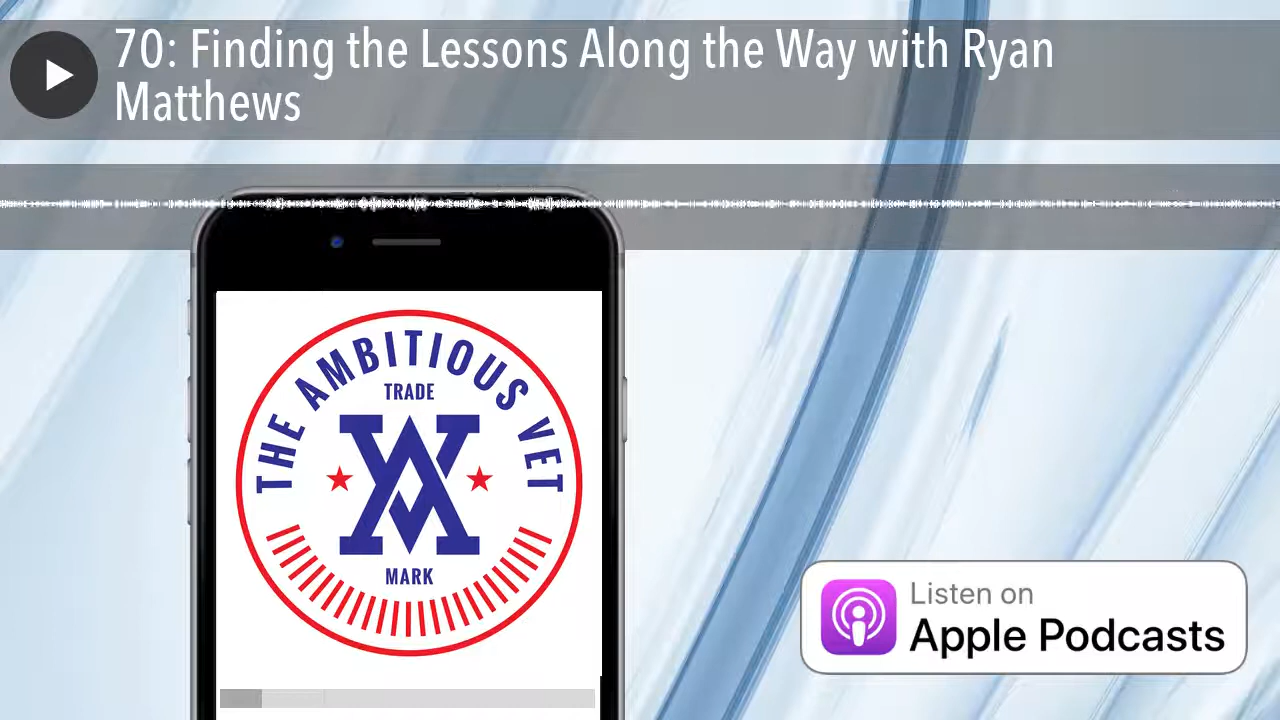 70: Finding the Lessons Along the Way with Ryan
Matthews
THE AMBITIOUS VET
TRADE
MARK
Listen on
Apple Podcasts